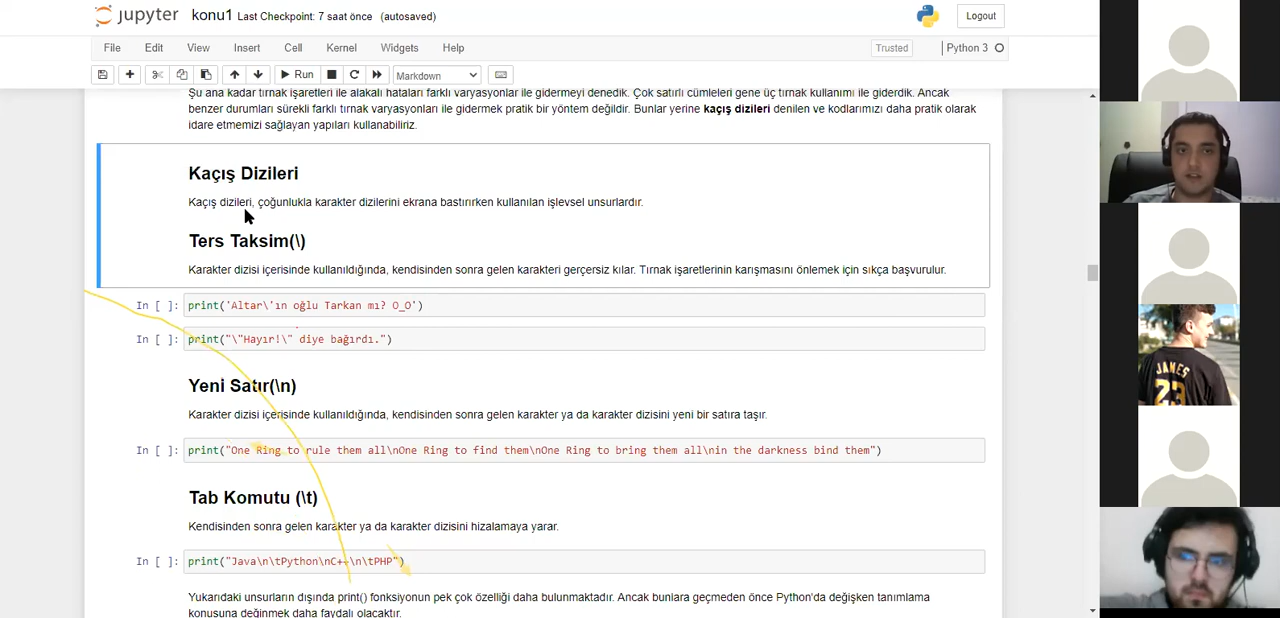 jupyter konu1 Last Checkpoint: 7 saat önce (autosaved)
Logout
File Edit View Insert Cell Kernel Widgets Help
Trusted
Python 3
Run
Markdown
Şu ana kadar tırnak işaretleri ile alakalı hataları farklı varyasyonlar ile gidermeyi denedik. Çok satırlı cümleleri gene üç tırnak kullanımı ile giderdik. Ancak
benzer durumları sürekli farklı tırnak varyasyonları ile gidermek pratik bir yöntem değildir. Bunlar yerine kaçış dizileri denilen ve kodlarımızı daha pratik olarak
idare etmemizi sağlayan yapıları kullanabiliriz.
Kaçış Dizileri
Kaçış dizileri, çoğunlukla karakter dizilerini ekrana bastırırken kullanılan işlevsel unsurlardır.
Ters Taksim(\)
Karakter dizisi içerisinde kullanıldığında, kendisinden sonra gelen karakteri gerçersiz kılar. Tırnak işaretlerinin karışmasını önlemek için sıkça başvurulur.
In [ ]: print('Altar\'ın oğlu Tarkan mı? O_O')
In [ ]: print("\"Hayır!\" diye bağırdı.")
Yeni Satır(\n)
Karakter dizisi içerisinde kullanıldığında, kendisinden sonra gelen karakter ya da karakter dizisini yeni bir satıra taşır.
In [ ]: print("One Ring to rule them all\nOne Ring to find them\nOne Ring to bring them all\nin the darkness bind them")
Tab Komutu (\t)
Kendisinden sonra gelen karakter ya da karakter dizisini hizalamaya yarar.
In [ ]: print("Java\n\tPython\nC++\n\tPHP")
Yukarıdaki unsurların dışında print() fonksiyonun pek çok özelliği daha bulunmaktadır. Ancak bunlara geçmeden önce Python'da değişken tanımlama
konusuna değinmek daha faydalı olacaktır.
JAMES
23